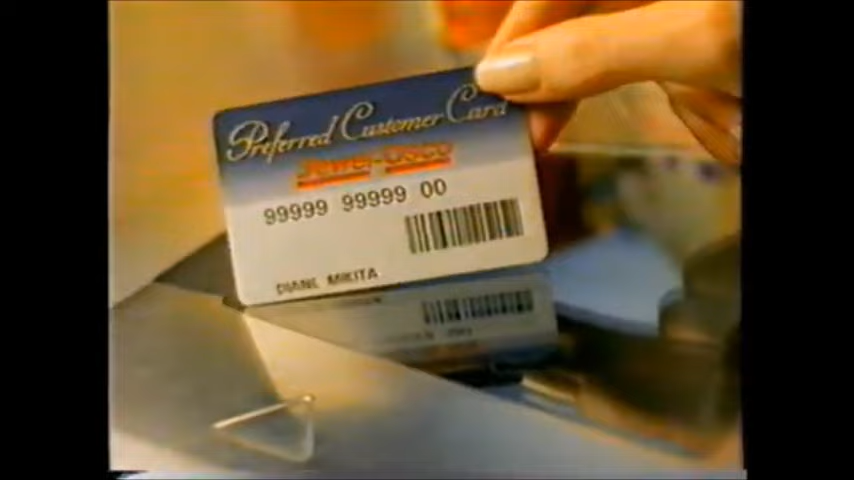 Preferred Customer Card
Jewel-Osco
99999 99999 00
DIANE MIKITA